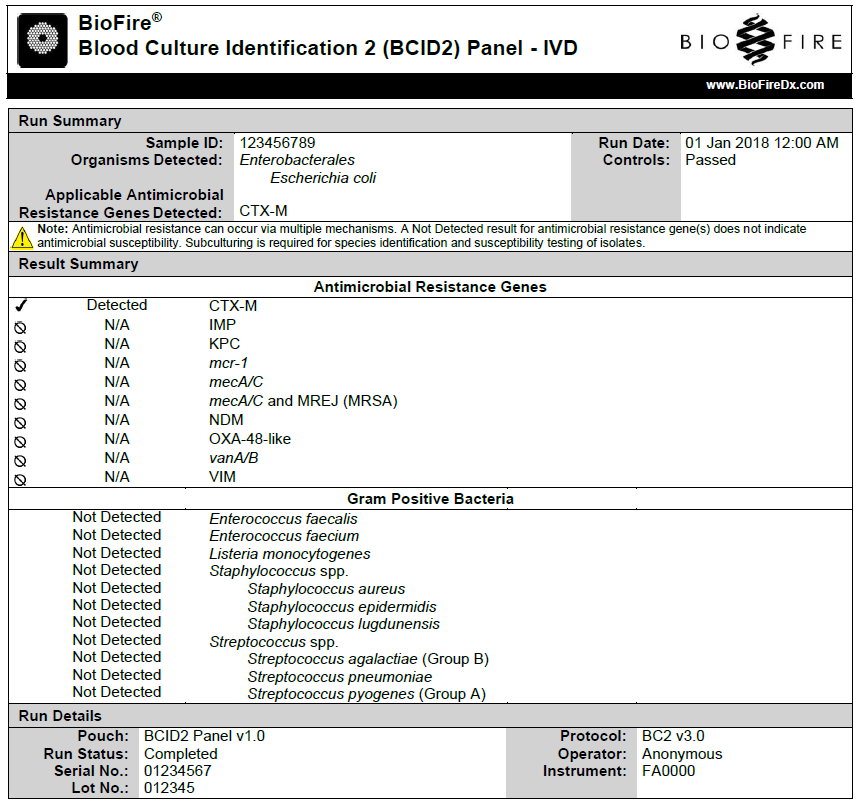 BioFire®
Blood Culture Identification 2 (BCID2) Panel - IVD
BIO FIRE
www.BioFireDx.com
Run Summary
Sample ID: 123456789 Run Date: 01 Jan 2018 12:00 AM
Organisms Detected: Enterobacterales Controls: Passed
Escherichia coli
Applicable Antimicrobial
Resistance Genes Detected: CTX-M
Note: Antimicrobial resistance can occur via multiple mechanisms. A Not Detected result for antimicrobial resistance gene(s) does not indicate
antimicrobial susceptibility. Subculturing is required for species identification and susceptibility testing of isolates.
Result Summary
Antimicrobial Resistance Genes
Detected CTX-M
N/A IMP
N/A KPC
N/A mcr-1
N/A mecA/C
N/A mecA/C and MREJ (MRSA)
N/A NDM
N/A OXA-48-like
N/A vanA/B
N/A VIM
Gram Positive Bacteria
Not Detected Enterococcus faecalis
Not Detected Enterococcus faecium
Not Detected Listeria monocytogenes
Not Detected Staphylococcus spp.
Not Detected Staphylococcus aureus
Not Detected Staphylococcus epidermidis
Not Detected Staphylococcus lugdunensis
Not Detected Streptococcus spp.
Not Detected Streptococcus agalactiae (Group B)
Not Detected Streptococcus pneumoniae
Not Detected Streptococcus pyogenes (Group A)
Run Details
Pouch: BCID2 Panel v1.0 Protocol: BC2 v3.0
Run Status: Completed Operator: Anonymous
Serial No.: 01234567 Instrument: FA0000
Lot No.: 012345